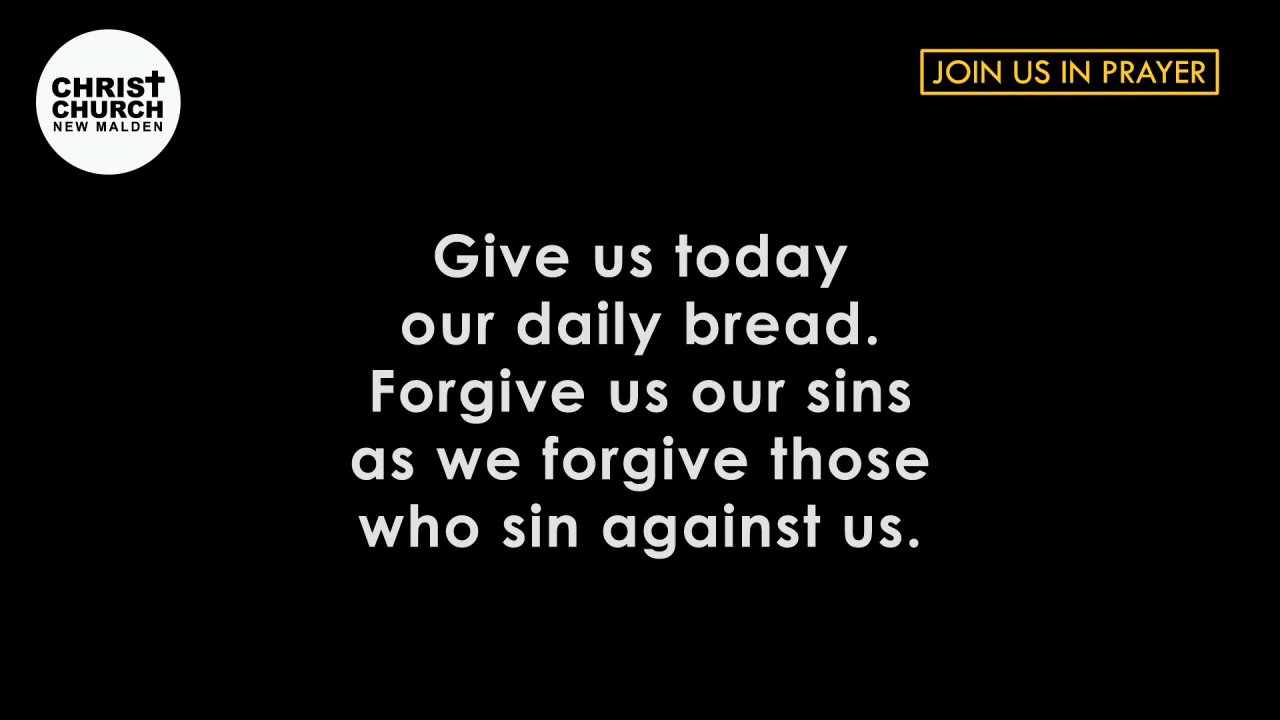 CHRIST
CHURCH
NEW MALDEN
JOIN US IN PRAYER
Give us today
our daily bread.
Forgive us our sins
as we forgive those
who sin against us.